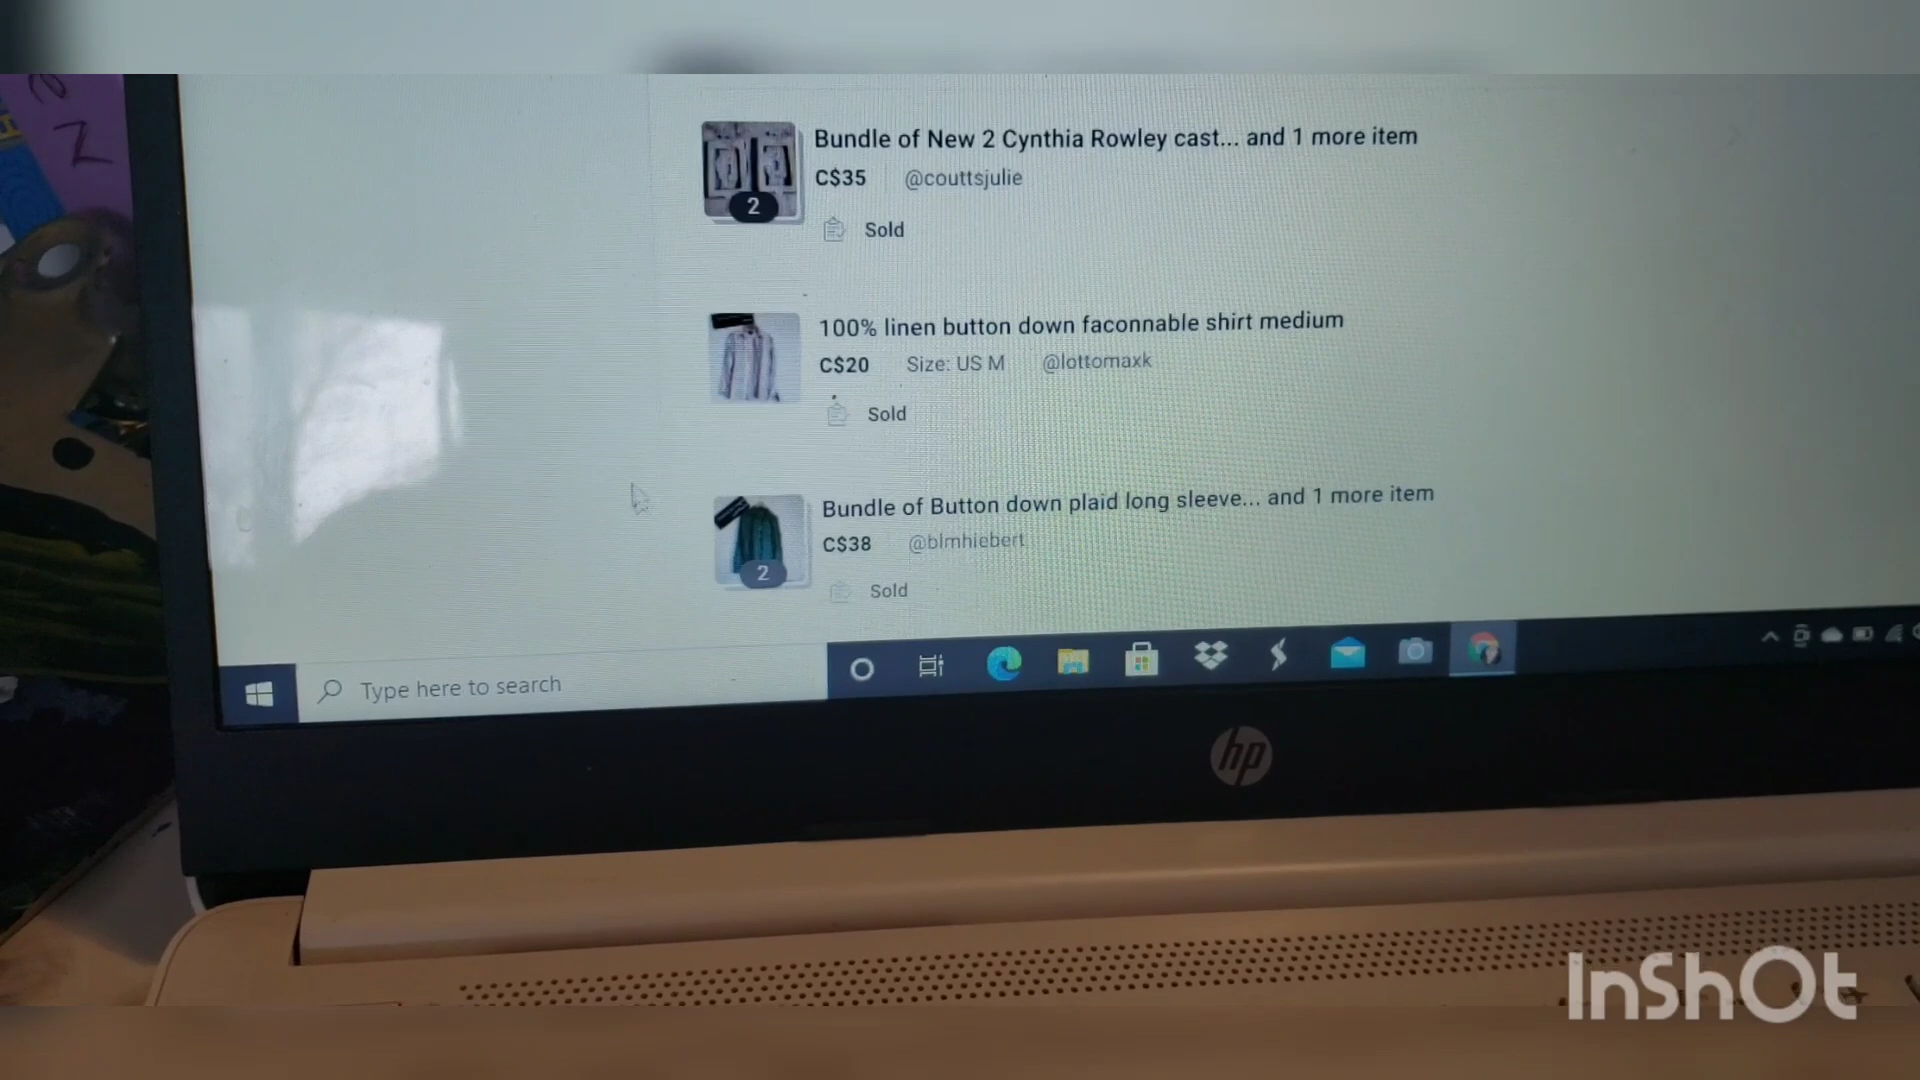 Bundle of New 2 Cynthia Rowley cast... and 1 more item
C$35 @couttsjulie
2
Sold
100% linen button down faconnable shirt medium
C$20 Size: US M @lottomaxk
Sold
Bundle of Button down plaid long sleeve... and 1 more item
C$38 @blmhiebert
2
Sold
Type here to search
hp
InShOt